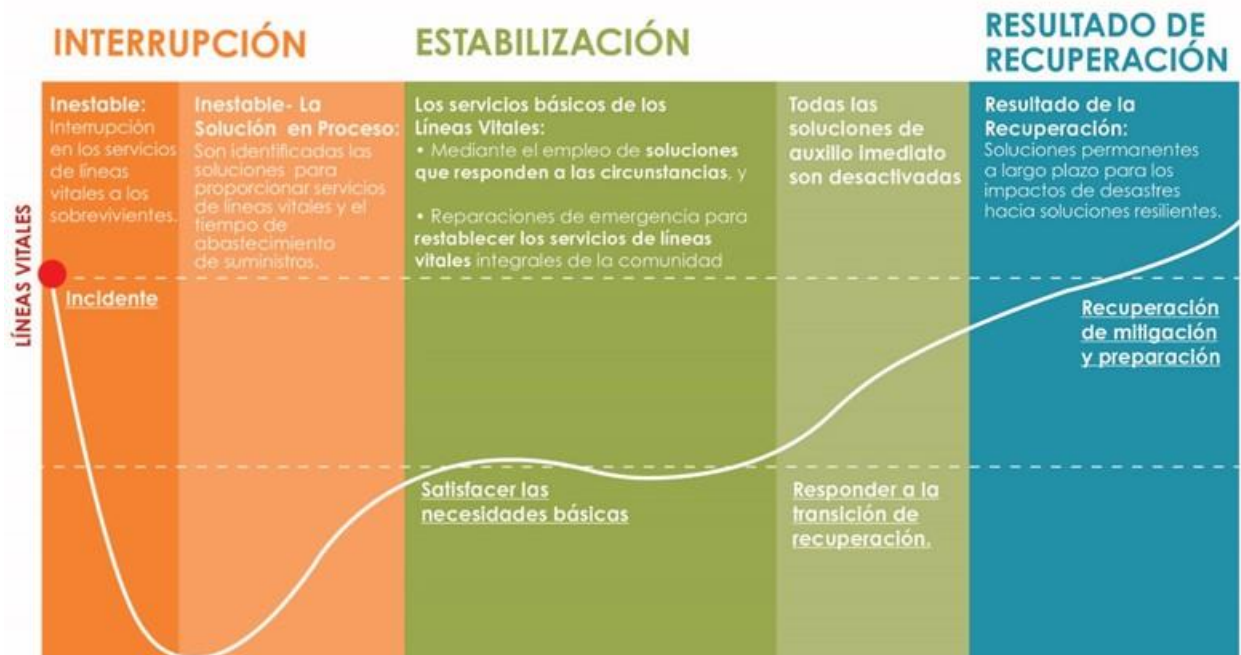 INTERRUPCIÓN
ESTABILIZACIÓN
RESULTADO DE
RECUPERACIÓN
LÍNEAS VITALES
Inestable:
Interrupción
en los servicios
de líneas
vitales a los
sobrevivientes.
Incidente
Inestable- La
Solución en Proceso:
Son identificadas las
soluciones para
proporcionar servicios
de líneas vitales y el
tiempo de
abastecimiento
de suministros.
Los servicios básicos de los
Líneas Vitales:
• Mediante el empleo de soluciones
que responden a las circunstancias, y
• Reparaciones de emergencia para
restablecer los servicios de líneas
vitales integrales de la comunidad
Satisfacer las
necesidades básicas
Todas las
soluciones de
auxilio imediato
son desactivadas
Responder a la
transición de
recuperación.
Resultado de la
Recuperación:
Soluciones permanentes
a largo plazo para los
impactos de desastres
hacia soluciones resilientes.
Recuperación
de mitigación
y preparación